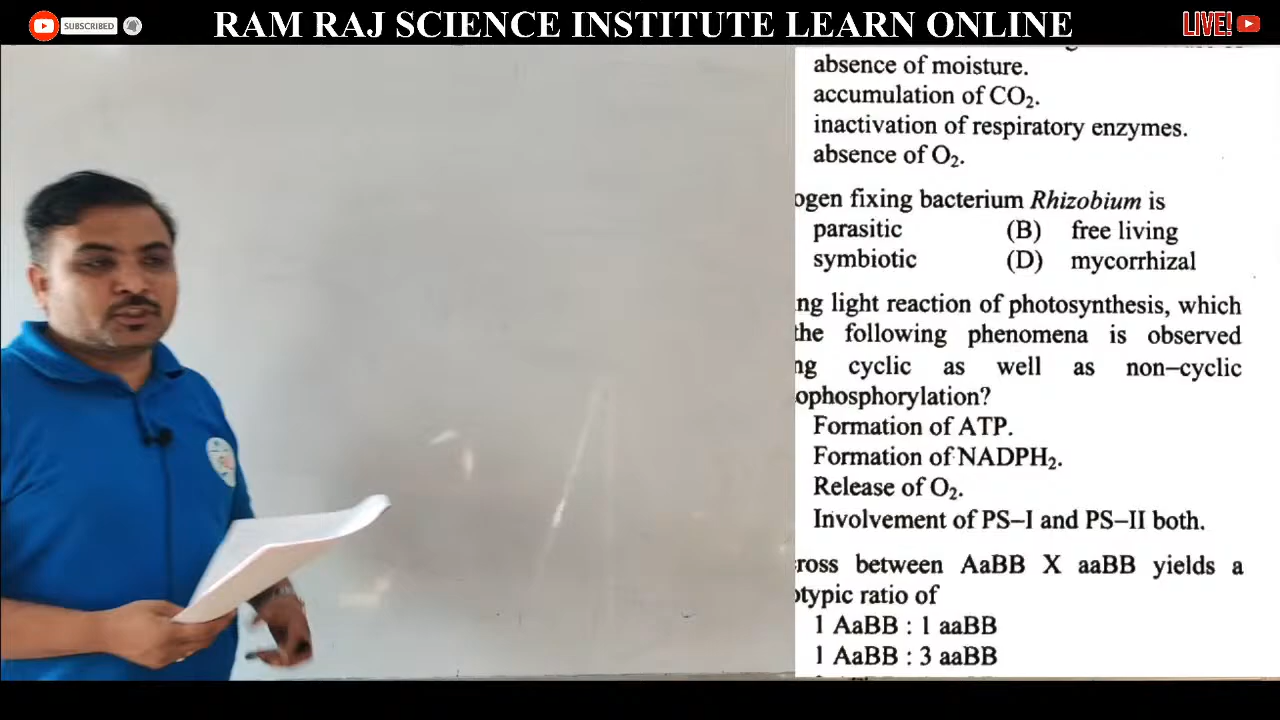 SUBSCRIBED
RAM RAJ SCIENCE INSTITUTE LEARN ONLINE
LIVE!
absence of moisture.
accumulation of CO₂.
inactivation of respiratory enzymes.
absence of O₂.
ogen fixing bacterium Rhizobium is
parasitic (B) free living
symbiotic (D) mycorrhizal
ng light reaction of photosynthesis, which
the following phenomena is observed
ng cyclic as well as non–cyclic
ophosphorylation?
Formation of ATP.
Formation of NADPH₂.
Release of O₂.
Involvement of PS–I and PS–II both.
ross between AaBB X aaBB yields a
otypic ratio of
1 AaBB : 1 aaBB
1 AaBB : 3 aaBB